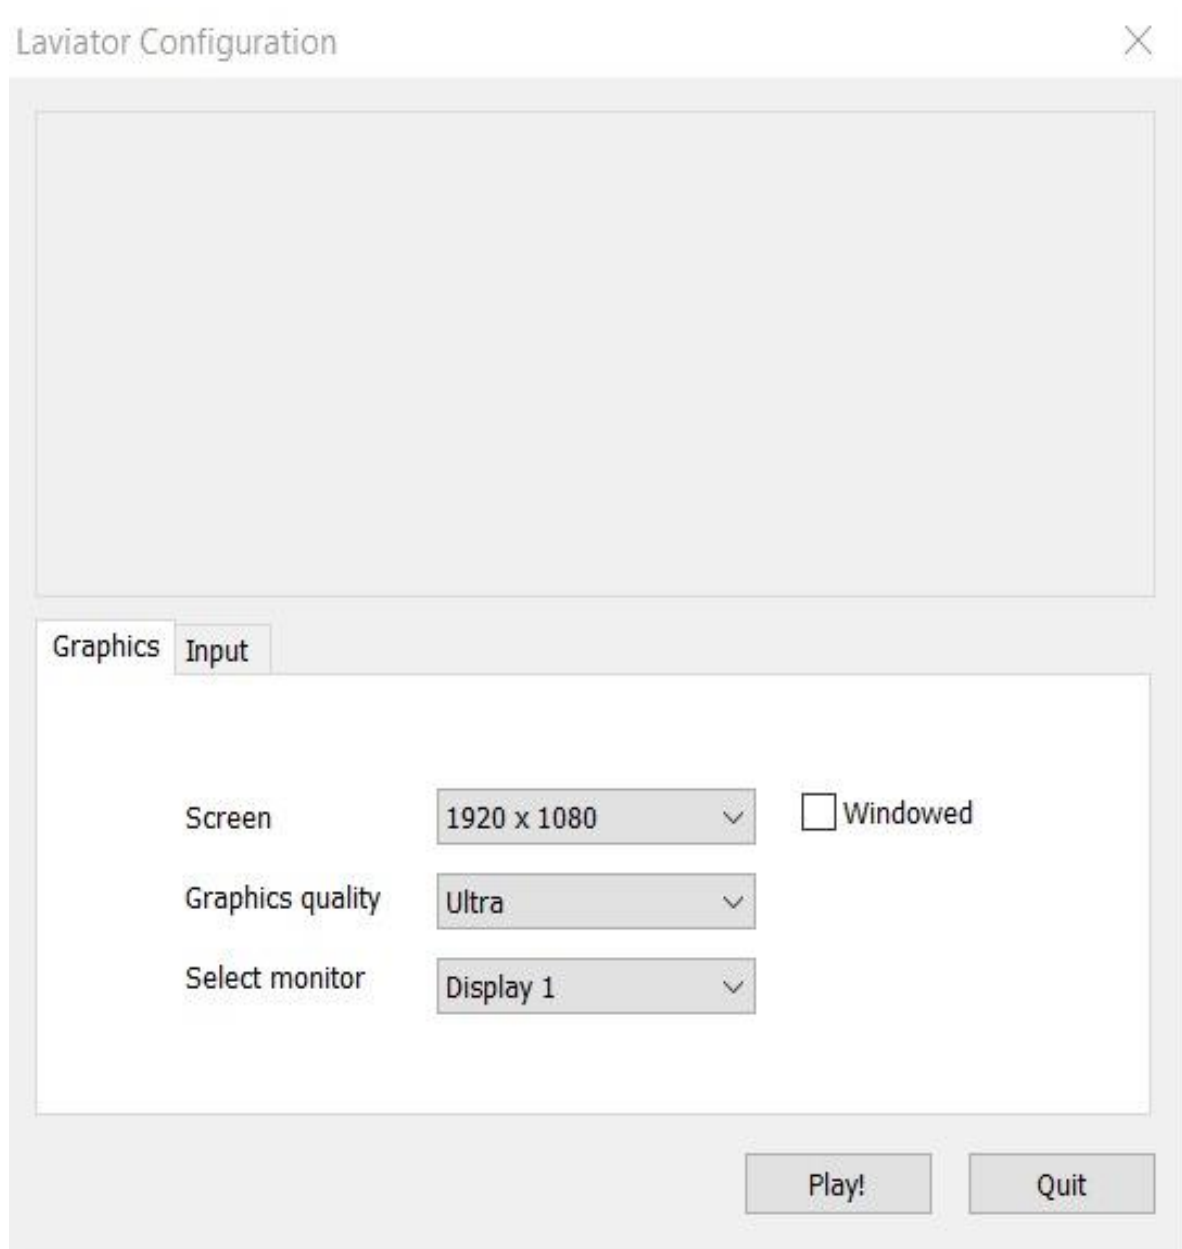 Laviator Configuration
Graphics Input
Screen 1920 x 1080 Windowed
Graphics quality Ultra
Select monitor Display 1
Play! Quit